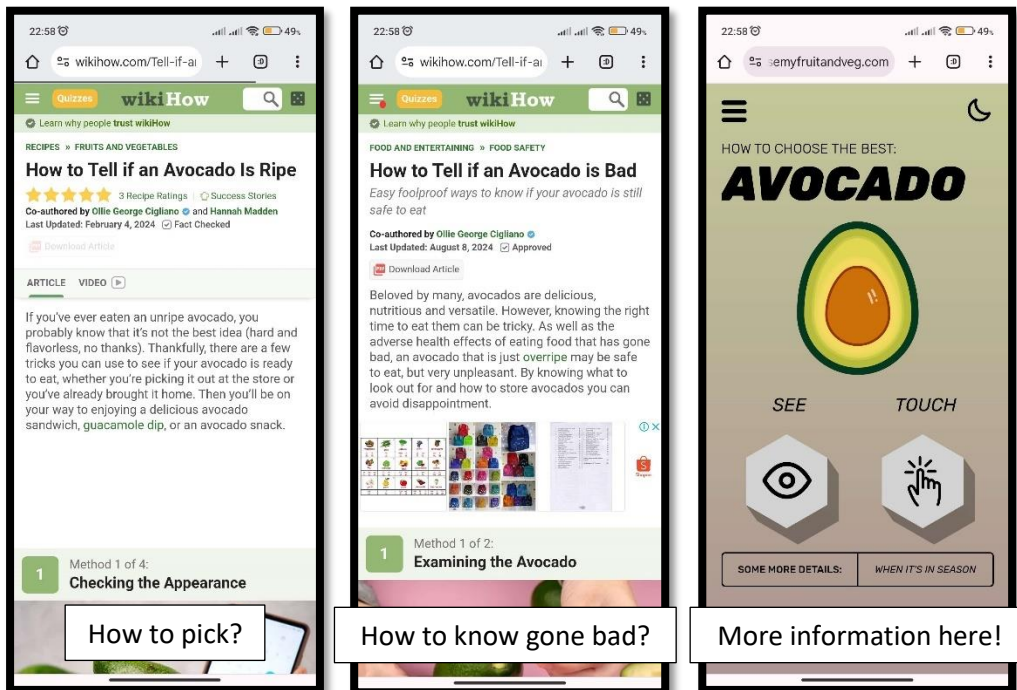 22:58
49%
wikihow.com/Tell-if-a
Quizzes
wikiHow
Learn why people trust wikiHow
RECIPES » FRUITS AND VEGETABLES
How to Tell if an Avocado Is Ripe
3 Recipe Ratings
Success Stories
Co-authored by Ollie George Cigliano and Hannah Madden
Last Updated: February 4, 2024
Fact Checked
Download Article
ARTICLE VIDEO
If you've ever eaten an unripe avocado, you
probably know that it's not the best idea (hard and
flavorless, no thanks). Thankfully, there are a few
tricks you can use to see if your avocado is ready
to eat, whether you're picking it out at the store or
you've already brought it home. Then you'll be on
your way to enjoying a delicious avocado
sandwich, guacamole dip, or an avocado snack.
1
Method 1 of 4:
Checking the Appearance
How to pick?
22:58
49%
wikihow.com/Tell-if-a
Quizzes
wikiHow
Learn why people trust wikiHow
FOOD AND ENTERTAINING » FOOD SAFETY
How to Tell if an Avocado is Bad
Easy foolproof ways to know if your avocado is still
safe to eat
Co-authored by Ollie George Cigliano
Last Updated: August 8, 2024
Approved
Download Article
Beloved by many, avocados are delicious,
nutritious and versatile. However, knowing the right
time to eat them can be tricky. As well as the
adverse health effects of eating food that has gone
bad, an avocado that is just overripe may be safe
to eat, but very unpleasant. By knowing what to
look out for and how to store avocados you can
avoid disappointment.
1
Method 1 of 2:
Examining the Avocado
How to know gone bad?
22:58
49%
semyfruitandveg.com
HOW TO CHOOSE THE BEST:
AVOCADO
SEE TOUCH
SOME MORE DETAILS: WHEN IT'S IN SEASON
More information here!